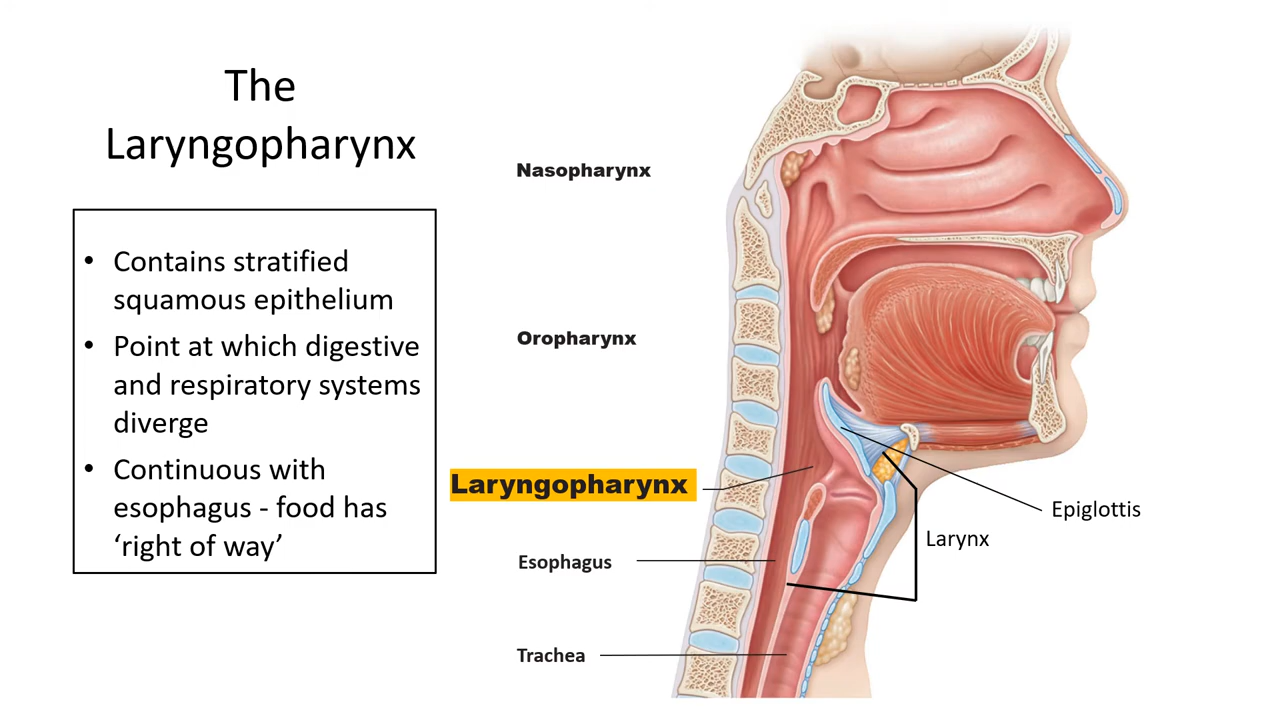 The
Laryngopharynx
• Contains stratified
squamous epithelium
• Point at which digestive
and respiratory systems
diverge
• Continuous with
esophagus - food has
‘right of way’
Nasopharynx
Oropharynx
Laryngopharynx
Esophagus
Trachea
Epiglottis
Larynx